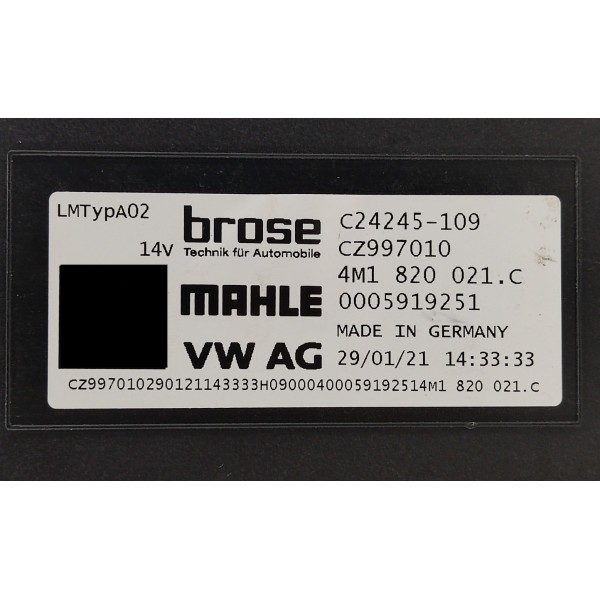 LMTypA02
14V
brose
Technik für Automobile
MAHLE
VW AG
C24245-109
CZ997010
4M1 820 021.C
0005919251
MADE IN GERMANY
29/01/21 14:33:33
CZ997010290121143333H09000400059192514M1 820 021.C